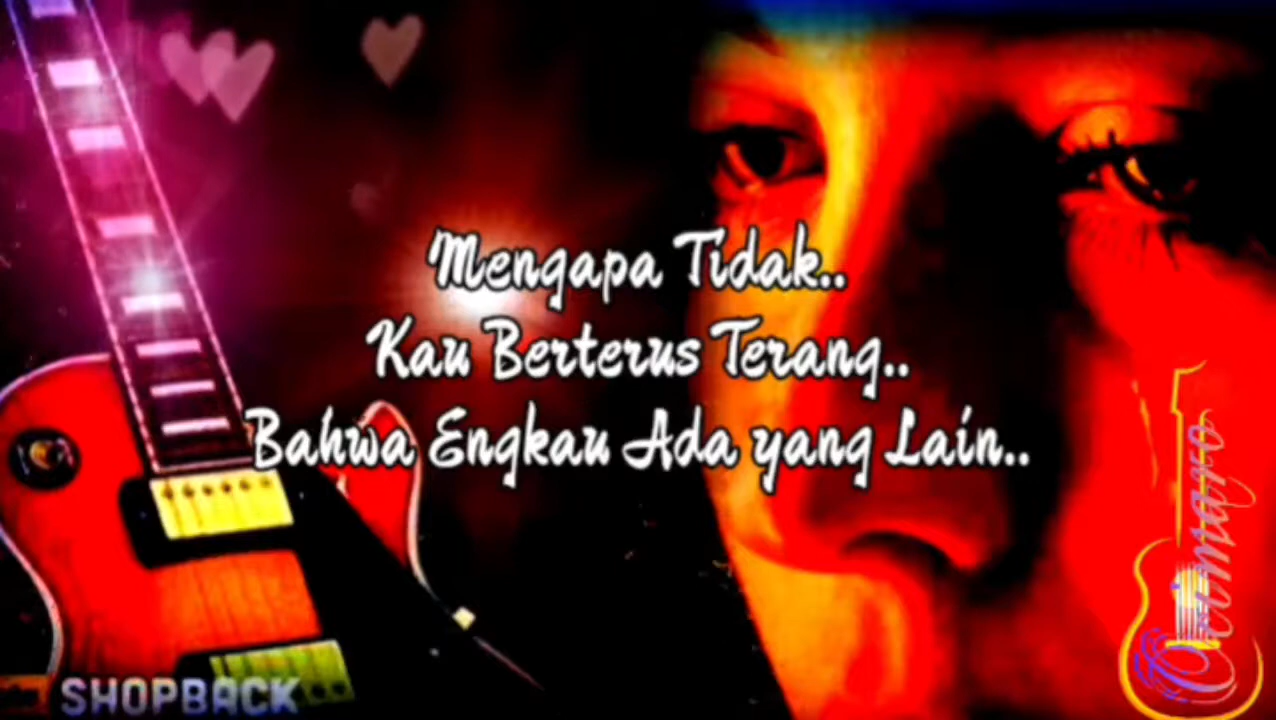 Mengapa Tidak..
Kau Berterus Terang..
Bahwa Engkau Ada yang Lain..
SHOPBACK